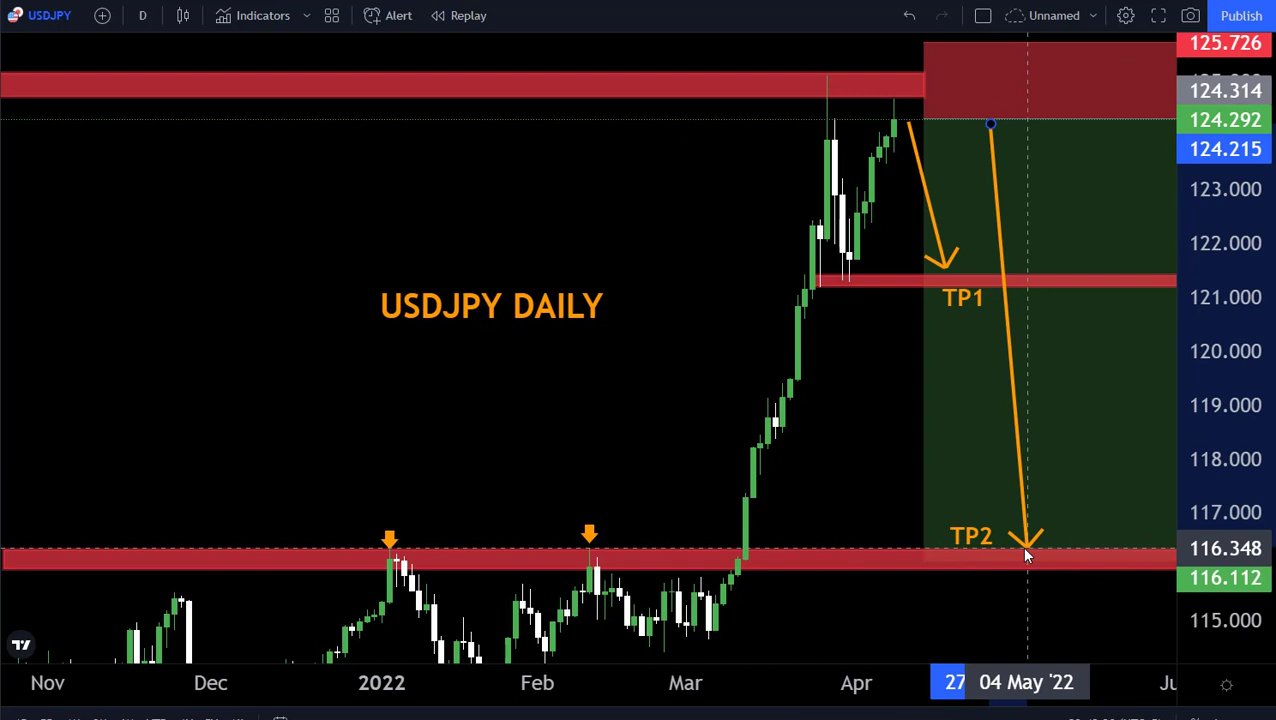 USDJPY
D
Indicators
Alert
Replay
Unnamed
Publish
125.726
124.314
124.292
124.215
123.000
122.000
121.000
120.000
119.000
118.000
117.000
116.348
116.112
115.000
USDJPY DAILY
TP1
TP2
Nov
Dec
2022
Feb
Mar
Apr
27
04 May '22